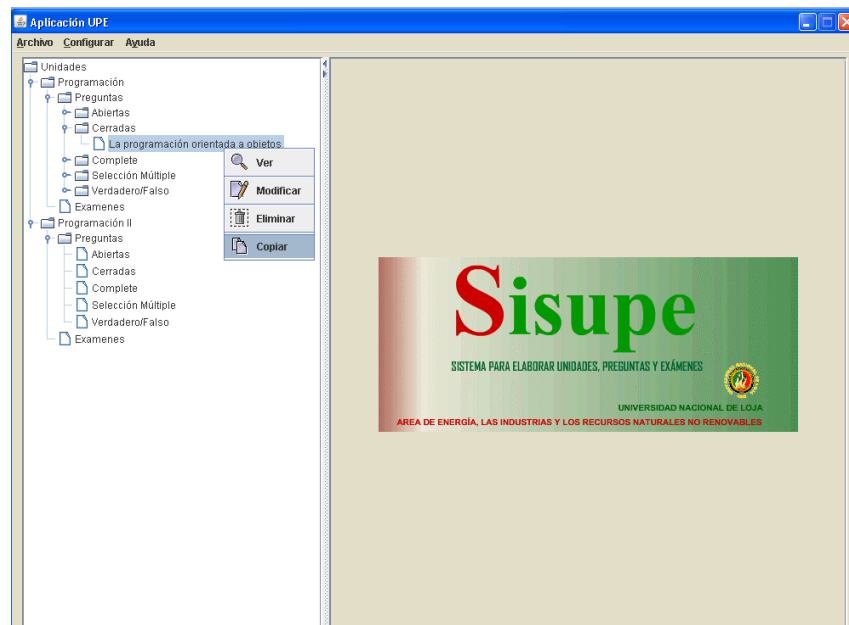 Aplicación UPE
Archivo Configurar Ayuda
Unidades
Programación
Preguntas
Abiertas
Cerradas
La programación orientada a objetos
Complete
Selección Múltiple
Verdadero/Falso
Examenes
Programación II
Preguntas
Abiertas
Cerradas
Complete
Selección Múltiple
Verdadero/Falso
Examenes
Ver
Modificar
Eliminar
Copiar
Sisupe
SISTEMA PARA ELABORAR UNIDADES, PREGUNTAS Y EXÁMENES
UNIVERSIDAD NACIONAL DE LOJA
AREA DE ENERGÍA, LAS INDUSTRIAS Y LOS RECURSOS NATURALES NO RENOVABLES